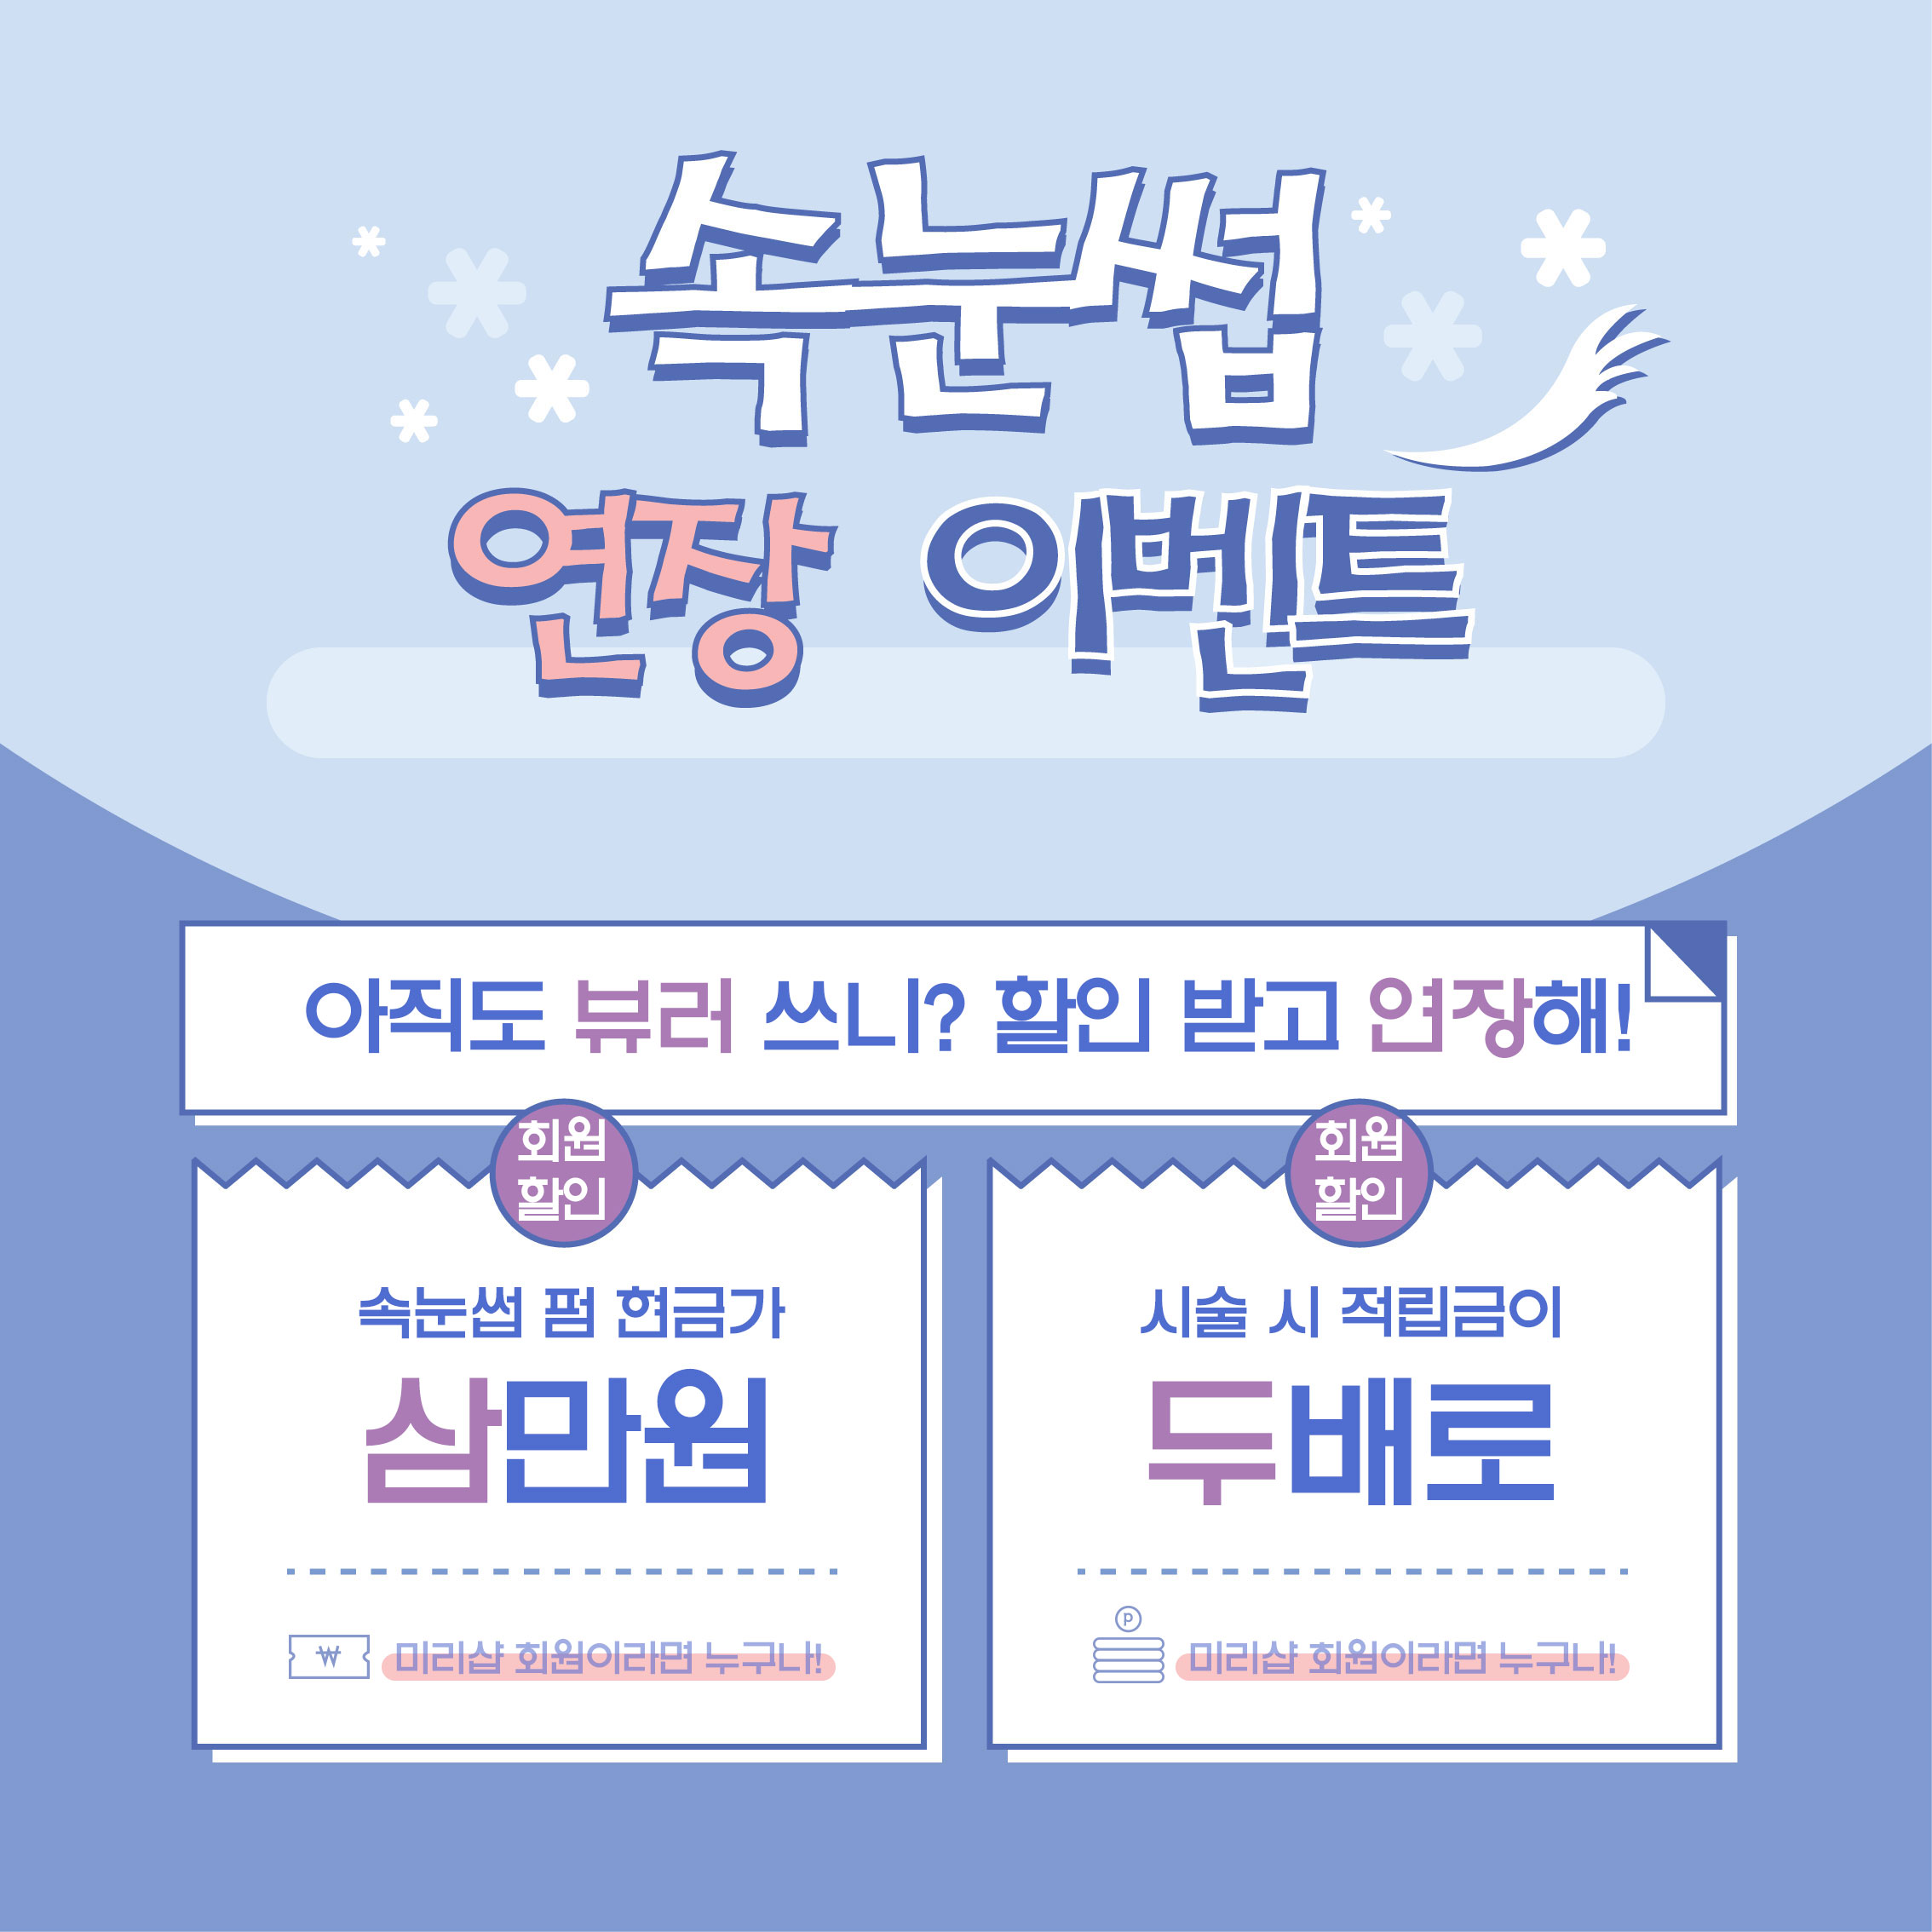 속눈썹
연장 이벤트
아직도 뷰러 쓰니? 할인 받고 연장해!
회원
할인
속눈썹 펌 현금가
삼만원
₩
미리샵 회원이라면 누구나!
회원
할인
시술 시 적립금이
두배로
P
미리샵 회원이라면 누구나!